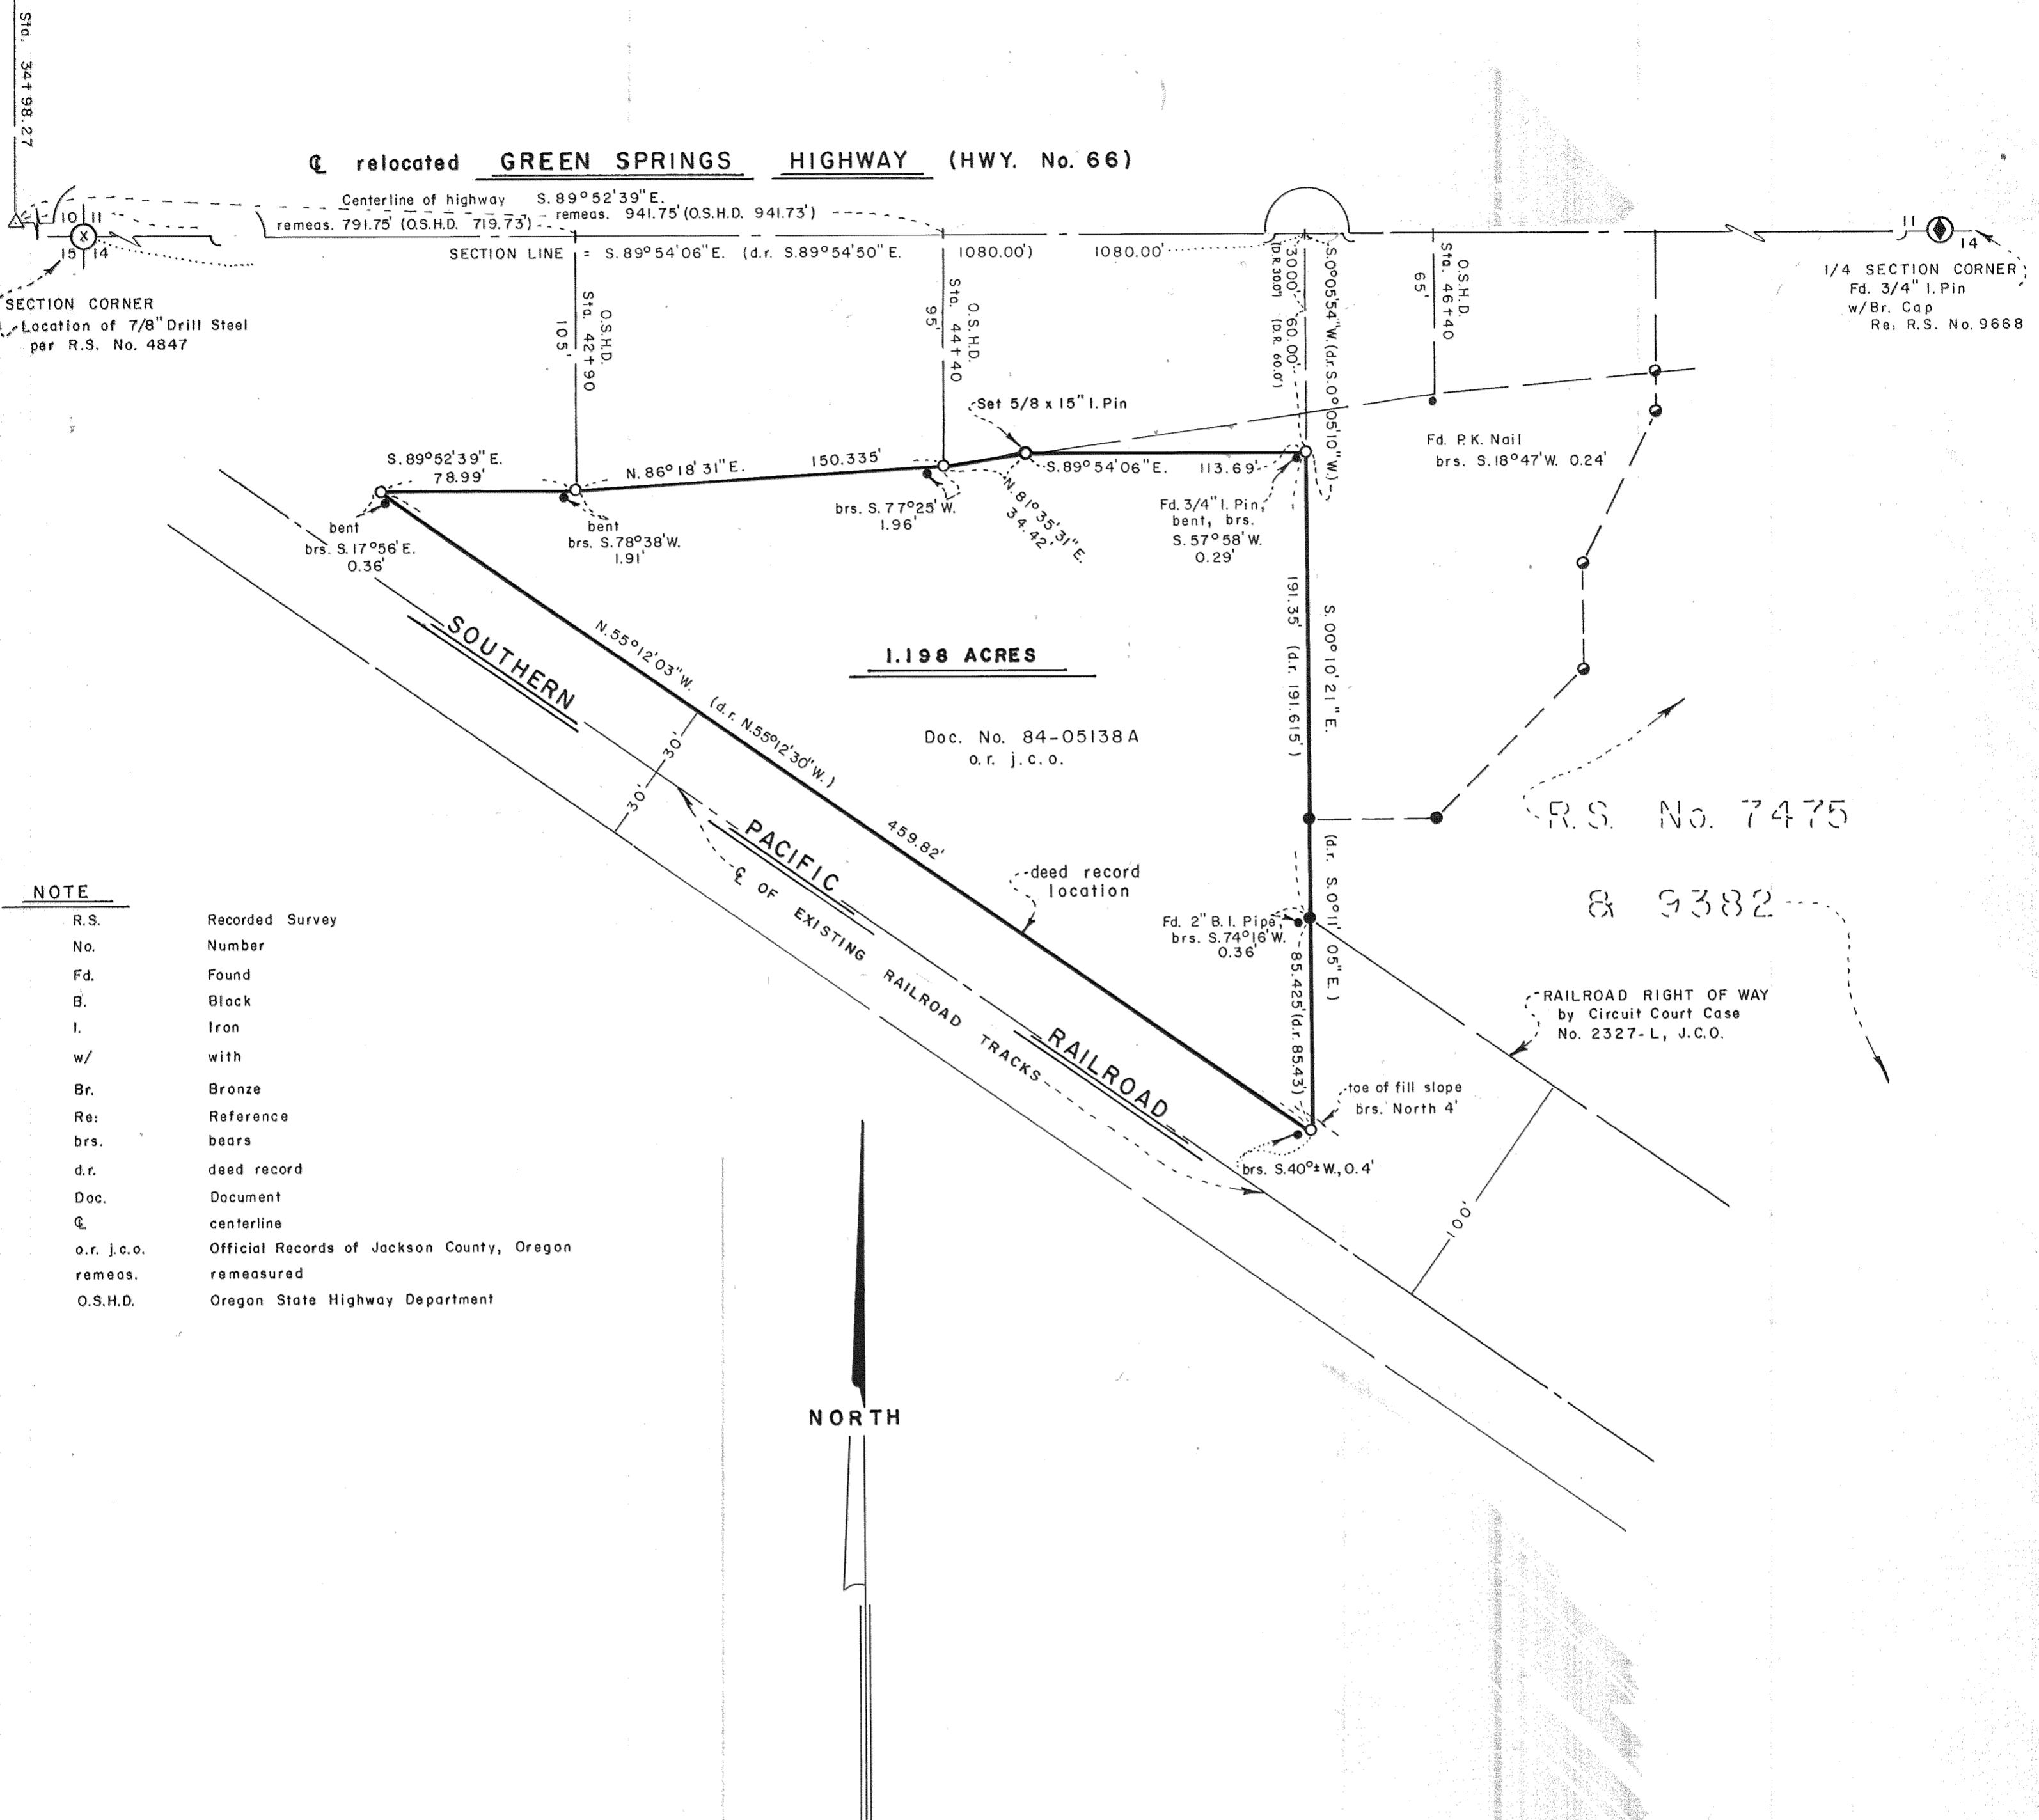 Sta. 34+98.27
℄ relocated GREEN SPRINGS HIGHWAY (HWY. No. 66)
Centerline of highway S. 89°52'39" E.
remeas. 941.75' (O.S.H.D. 941.73')
remeas. 791.75' (O.S.H.D. 719.73')
10 11
15 14
X
SECTION LINE = S. 89°54'06" E. (d.r. S.89°54'50" E. 1080.00') 1080.00'
11
14
SECTION CORNER
Location of 7/8" Drill Steel
per R.S. No. 4847
1/4 SECTION CORNER
Fd. 3/4" I. Pin
w/Br. Cap
Re: R.S. No. 9668
O.S.H.D.
Sta. 42+90
105'
O.S.H.D.
Sta. 44+40
95'
S.0°05'54" W. (d.r. S.0°05'10" W.)
30.00' 60.00'
(D.R. 30.0') (D.R. 60.0')
O.S.H.D.
Sta. 46+40
65'
Set 5/8 x 15" I. Pin
S. 89°52'39" E.
78.99'
N. 86°18'31" E. 150.335'
S.89°54'06" E. 113.69'
Fd. P.K. Nail
brs. S.18°47' W. 0.24'
bent
brs. S. 17°56' E.
0.36'
bent
brs. S.78°38' W.
1.91'
brs. S. 77°25' W.
1.96'
N. 81°35'31" E.
34.42'
Fd. 3/4" I. Pin,
bent, brs.
S. 57°58' W.
0.29'
191.35' (d.r. 191.615')
S. 00°10'21" E.
1.198 ACRES
Doc. No. 84-05138A
o.r. j.c.o.
N. 55°12'03" W. (d.r. N.55°12'30" W.)
459.82'
SOUTHERN PACIFIC RAILROAD
30'
30'
℄ OF EXISTING RAILROAD TRACKS
deed record
location
R.S. No. 7475
& 9382
(d.r. S.0°11'05" E.)
Fd. 2" B. I. Pipe,
brs. S. 74°16' W.
0.36'
85.425' (d.r. 85.43')
RAILROAD RIGHT OF WAY
by Circuit Court Case
No. 2327-L, J.C.O.
toe of fill slope
brs. North 4'
brs. S.40°± W., 0.4'
100'
NOTE
R.S. Recorded Survey
No. Number
Fd. Found
B. Black
I. Iron
w/ with
Br. Bronze
Re: Reference
brs. bears
d.r. deed record
Doc. Document
℄ centerline
o.r. j.c.o. Official Records of Jackson County, Oregon
remeas. remeasured
O.S.H.D. Oregon State Highway Department
NORTH